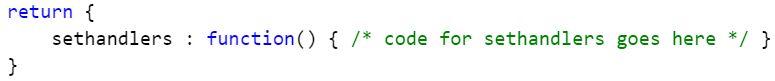 return {
    sethandlers : function() { /* code for sethandlers goes here */ }
}